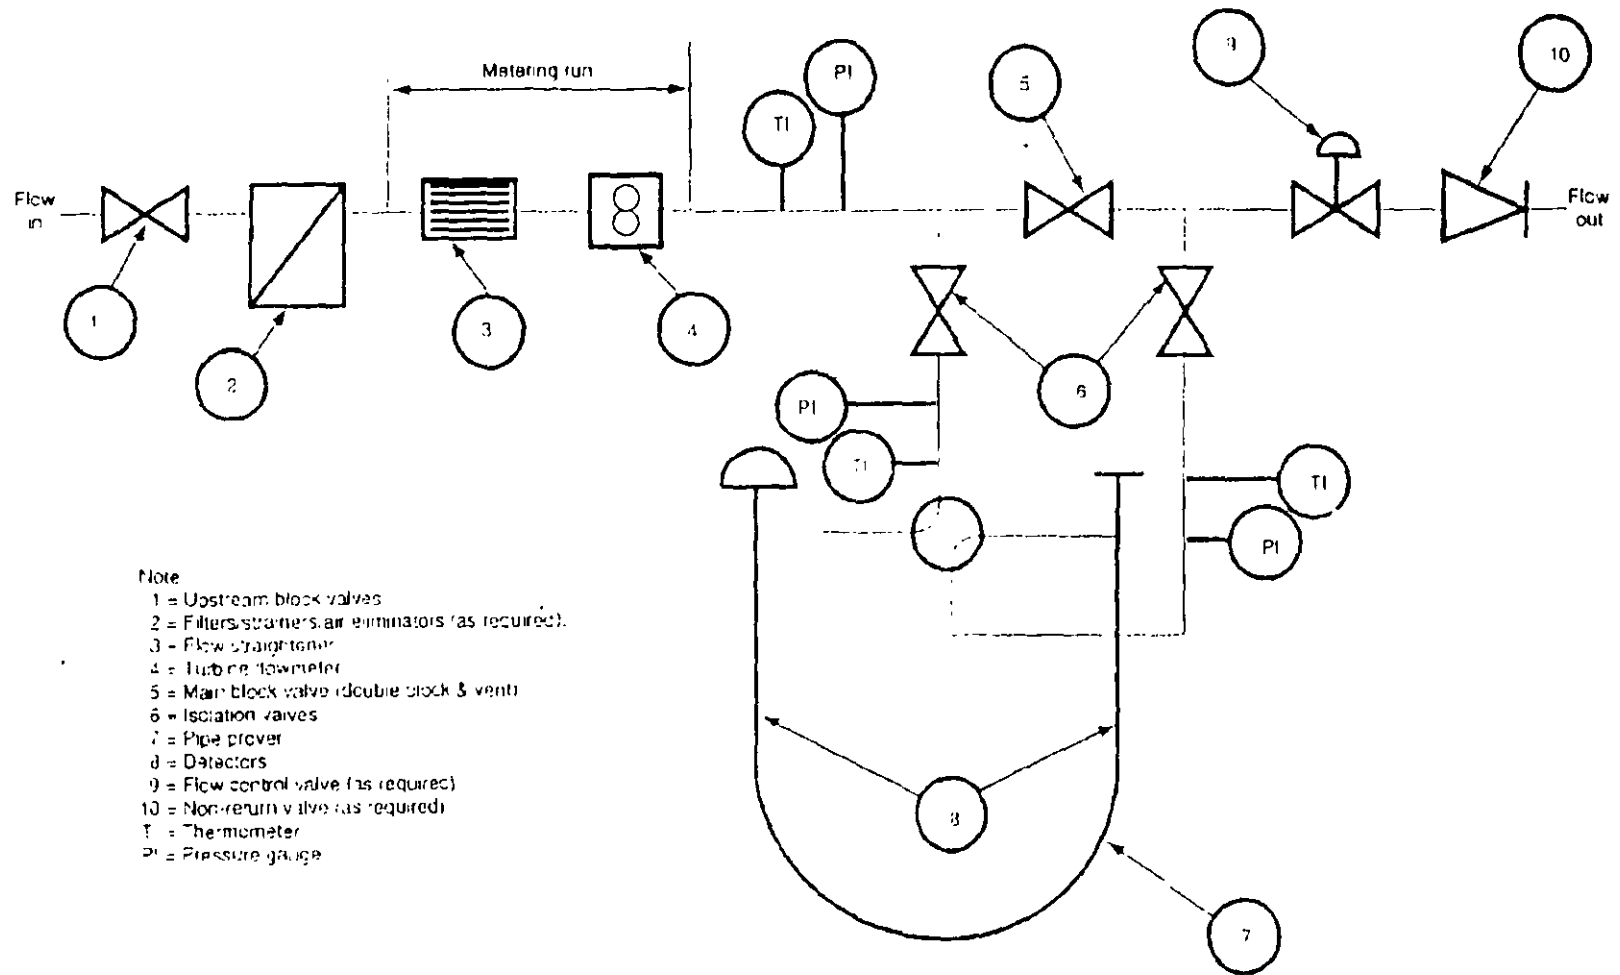 Metering run
PI
TI
5
9
10
Flow
in
Flow
out
1
2
3
4
6
PI
TI
TI
PI
8
7
Note
1 = Upstream block valves
2 = Filters/strainers/air eliminators (as required).
3 = Flow straightener
4 = Turbine flowmeter
5 = Main block valve (double block & vent)
6 = Isolation valves
7 = Pipe prover
8 = Detectors
9 = Flow control valve (as required)
10 = Non-return valve (as required)
TI = Thermometer
PI = Pressure gauge